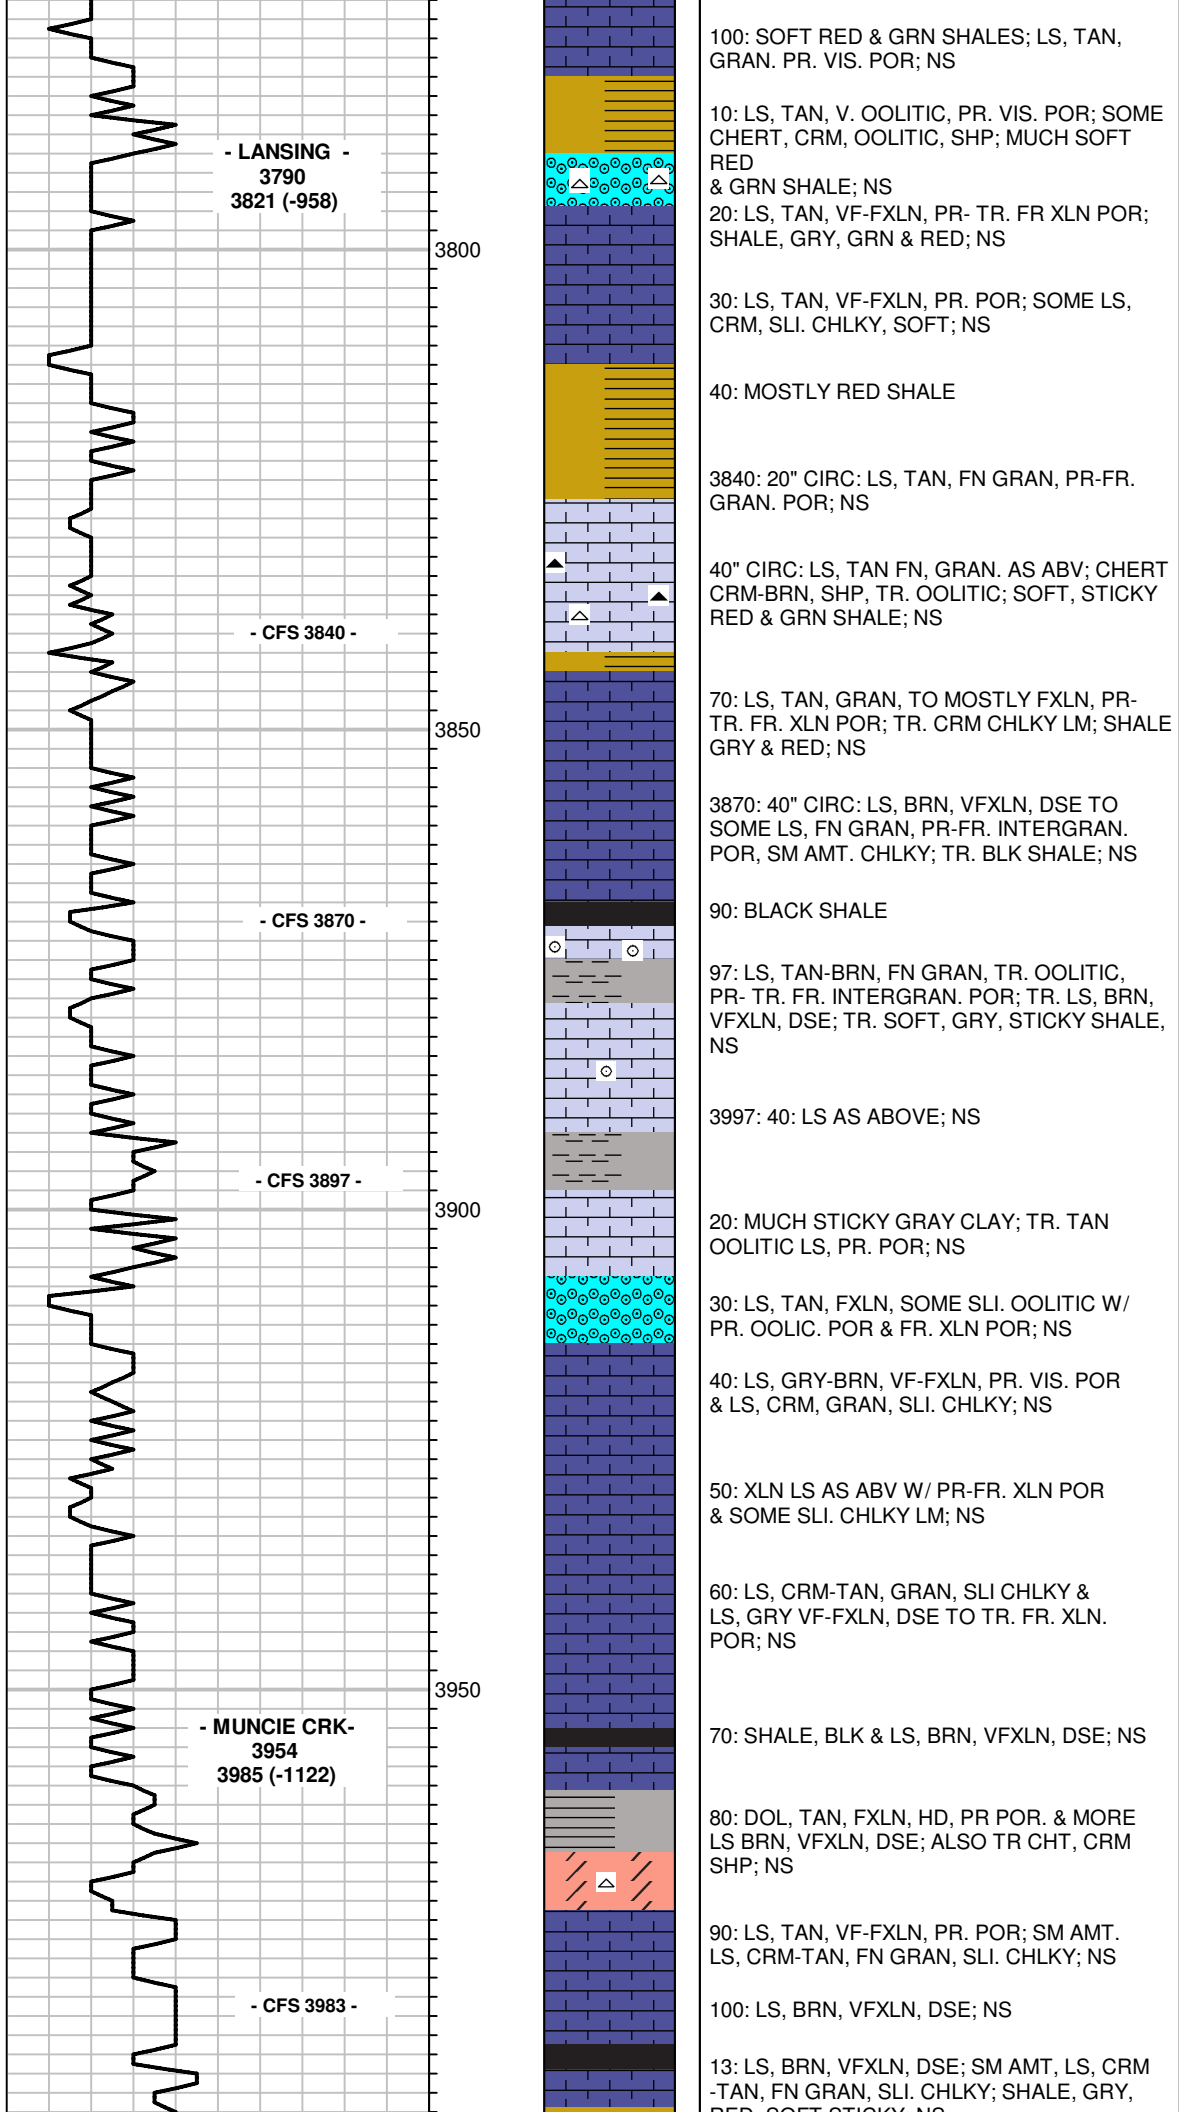 100: SOFT RED & GRN SHALES; LS, TAN,
GRAN. PR. VIS. POR; NS
10: LS, TAN, V. OOLITIC, PR. VIS. POR; SOME
CHERT, CRM, OOLITIC, SHP; MUCH SOFT
RED
& GRN SHALE; NS
- LANSING -
3790
3821 (-958)
20: LS, TAN, VF-FXLN, PR- TR. FR XLN POR;
SHALE, GRY, GRN & RED; NS
3800
30: LS, TAN, VF-FXLN, PR. POR; SOME LS,
CRM, SLI. CHLKY, SOFT; NS
40: MOSTLY RED SHALE
3840: 20" CIRC: LS, TAN, FN GRAN, PR-FR.
GRAN. POR; NS
40" CIRC: LS, TAN FN, GRAN. AS ABV; CHERT
CRM-BRN, SHP, TR. OOLITIC; SOFT, STICKY
RED & GRN SHALE; NS
- CFS 3840 -
70: LS, TAN, GRAN, TO MOSTLY FXLN, PR-
TR. FR. XLN POR; TR. CRM CHLKY LM; SHALE
GRY & RED; NS
3850
3870: 40" CIRC: LS, BRN, VFXLN, DSE TO
SOME LS, FN GRAN, PR-FR. INTERGRAN.
POR, SM AMT. CHLKY; TR. BLK SHALE; NS
90: BLACK SHALE
- CFS 3870 -
97: LS, TAN-BRN, FN GRAN, TR. OOLITIC,
PR- TR. FR. INTERGRAN. POR; TR. LS, BRN,
VFXLN, DSE; TR. SOFT, GRY, STICKY SHALE,
NS
3997: 40: LS AS ABOVE; NS
- CFS 3897 -
3900
20: MUCH STICKY GRAY CLAY; TR. TAN
OOLITIC LS, PR. POR; NS
30: LS, TAN, FXLN, SOME SLI. OOLITIC W/
PR. OOLIC. POR & FR. XLN POR; NS
40: LS, GRY-BRN, VF-FXLN, PR. VIS. POR
& LS, CRM, GRAN, SLI. CHLKY; NS
50: XLN LS AS ABV W/ PR-FR. XLN POR
& SOME SLI. CHLKY LM; NS
60: LS, CRM-TAN, GRAN, SLI CHLKY &
LS, GRY VF-FXLN, DSE TO TR. FR. XLN.
POR; NS
3950
- MUNCIE CRK-
3954
3985 (-1122)
70: SHALE, BLK & LS, BRN, VFXLN, DSE; NS
80: DOL, TAN, FXLN, HD, PR POR. & MORE
LS BRN, VFXLN, DSE; ALSO TR CHT, CRM
SHP; NS
90: LS, TAN, VF-FXLN, PR. POR; SM AMT.
LS, CRM-TAN, FN GRAN, SLI. CHLKY; NS
- CFS 3983 -
100: LS, BRN, VFXLN, DSE; NS
13: LS, BRN, VFXLN, DSE; SM AMT, LS, CRM
-TAN, FN GRAN, SLI. CHLKY; SHALE, GRY,
RED, SOFT STICKY, NS